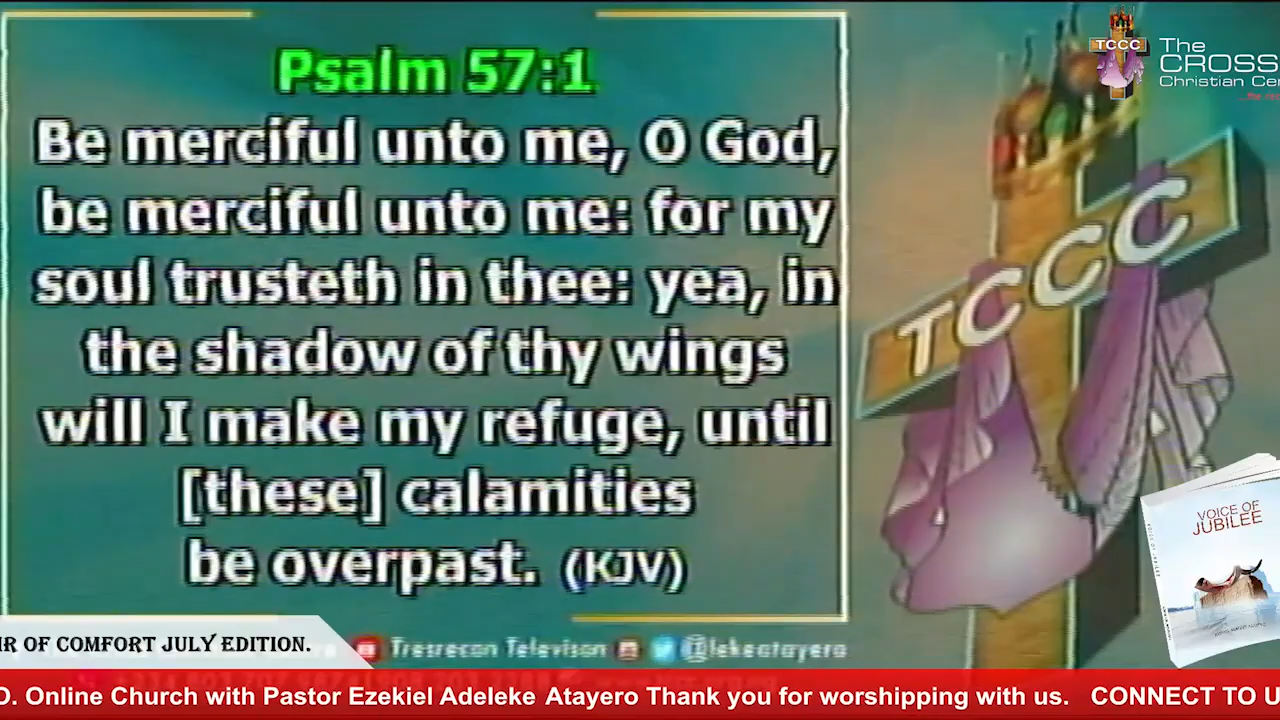 Psalm 57:1
Be merciful unto me, O God,
be merciful unto me: for my
soul trusteth in thee: yea, in
the shadow of thy wings
will I make my refuge, until
[these] calamities
be overpast. (KJV)
TCCC
The
CROSS
Christian Cen
TCCC
VOICE OF
JUBILEE
IR OF COMFORT JULY EDITION.
Tresrecan Televison
@lekeatayero
O. Online Church with Pastor Ezekiel Adeleke Atayero Thank you for worshipping with us. CONNECT TO U